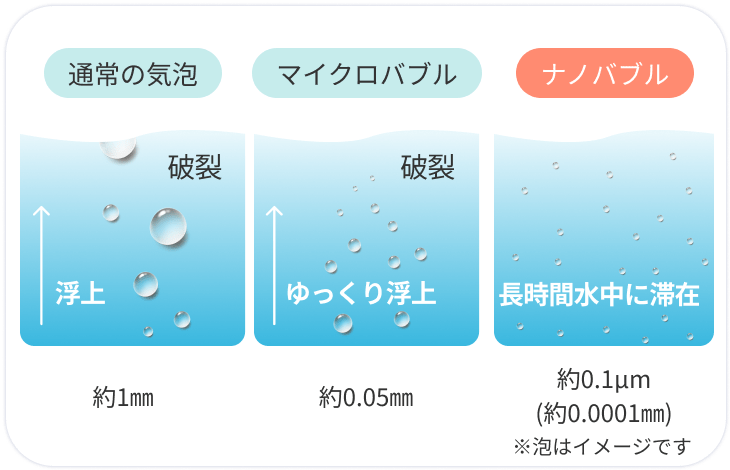 通常の気泡
マイクロバブル
ナノバブル
破裂
破裂
浮上
ゆっくり浮上
長時間水中に滞在
約1㎜
約0.05㎜
約0.1μm
(約0.0001㎜)
※泡はイメージです